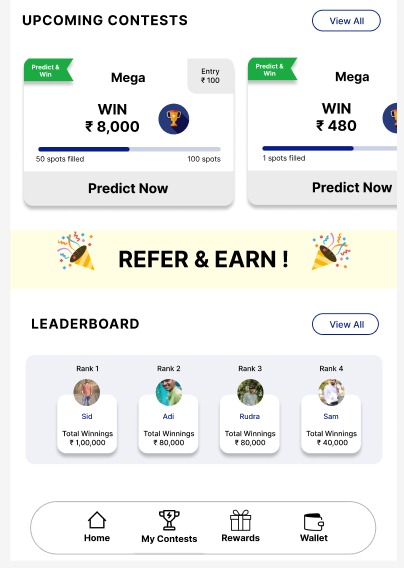 UPCOMING CONTESTS
View All
Predict &
Win
Mega
Entry
₹ 100
WIN
₹ 8,000
50 spots filled
100 spots
Predict Now
Predict &
Win
Mega
WIN
₹ 480
1 spots filled
Predict Now
REFER & EARN !
LEADERBOARD
View All
Rank 1
Rank 2
Rank 3
Rank 4
Sid
Adi
Rudra
Sam
Total Winnings
₹ 1,00,000
Total Winnings
₹ 80,000
Total Winnings
₹ 80,000
Total Winnings
₹ 40,000
Home
My Contests
Rewards
Wallet